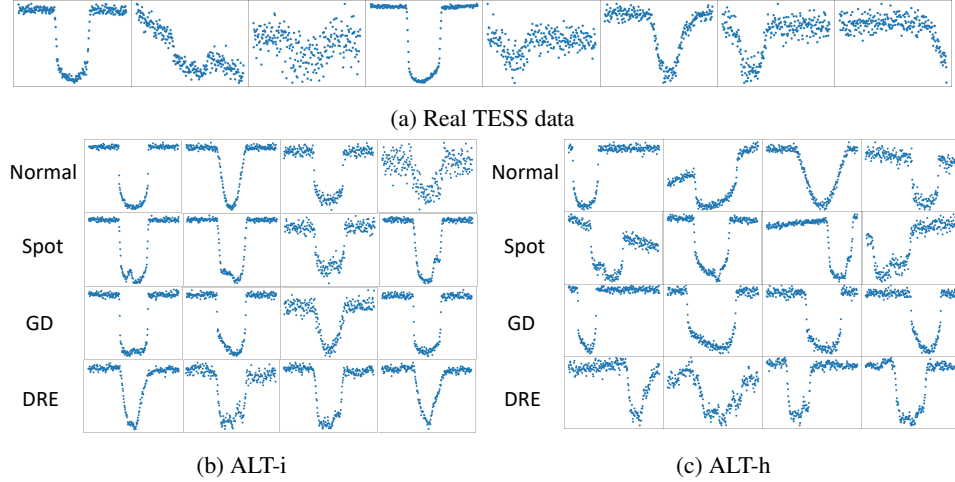 (a) Real TESS data
Normal
Spot
GD
DRE
(b) ALT-i
Normal
Spot
GD
DRE
(c) ALT-h